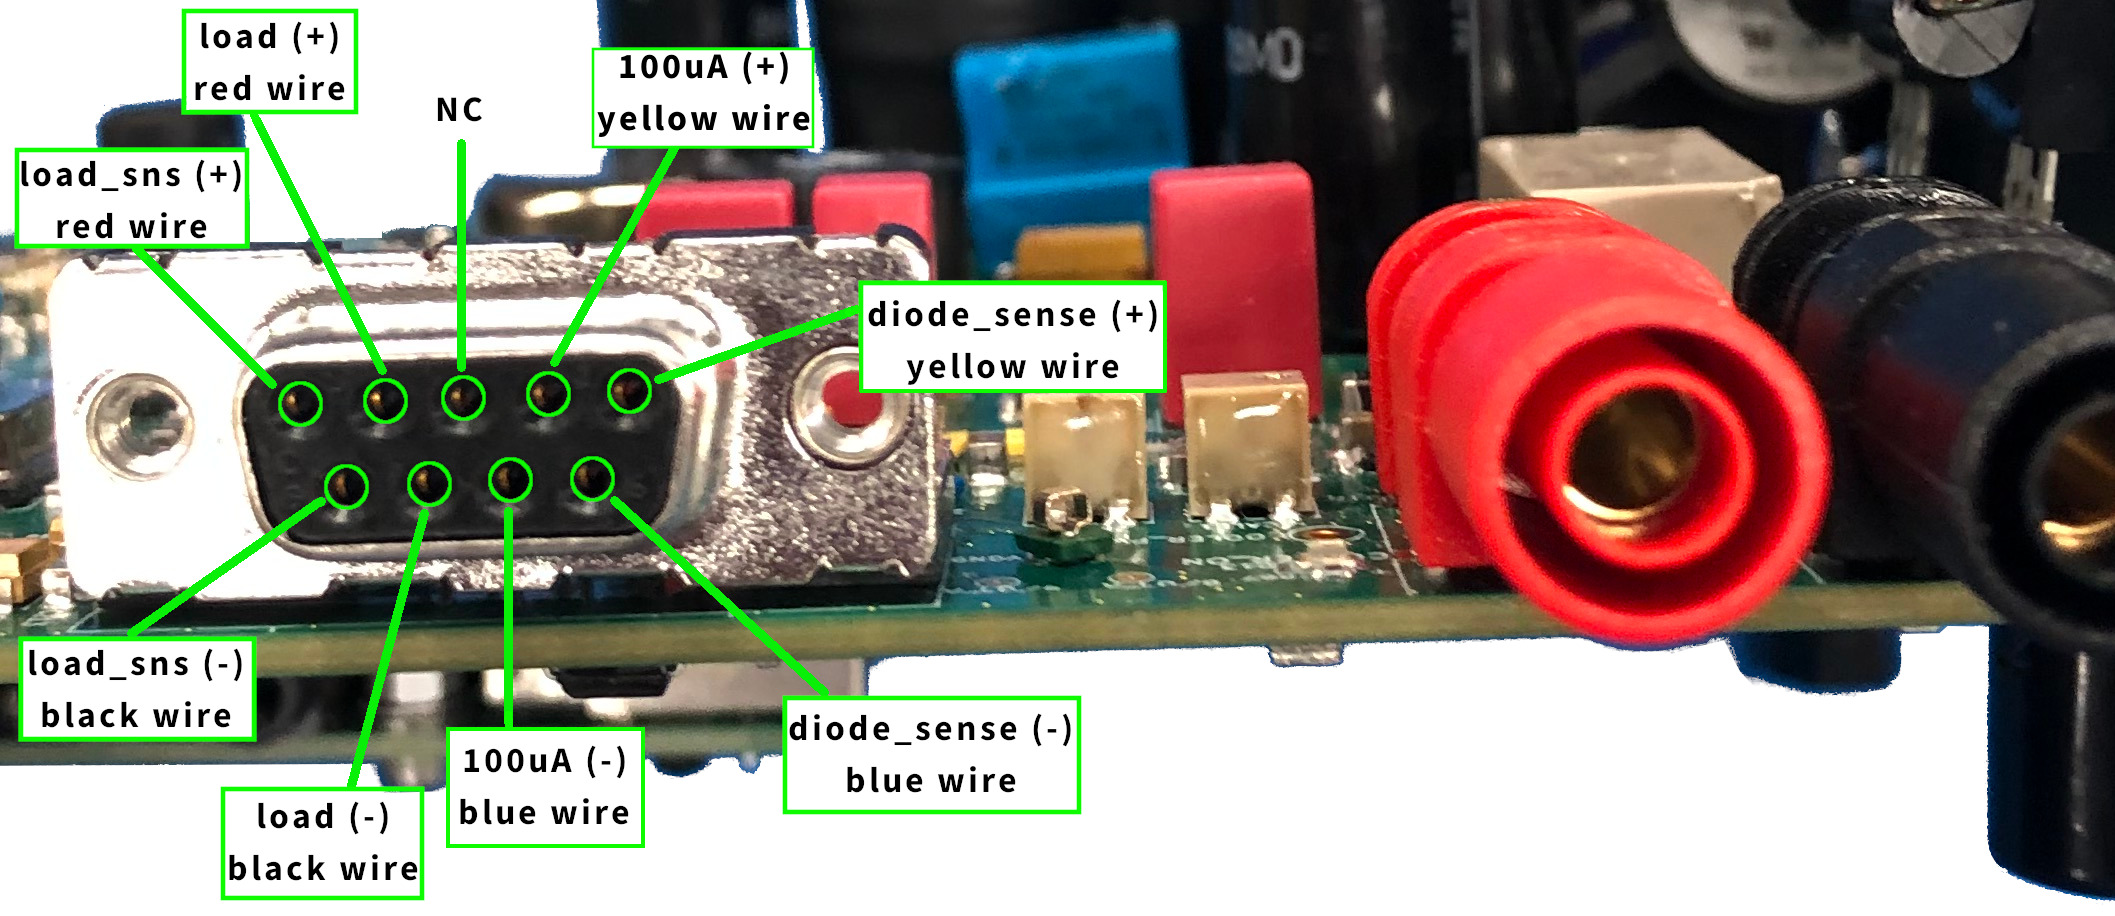 load (+)
red wire
NC
100uA (+)
yellow wire
load_sns (+)
red wire
diode_sense (+)
yellow wire
load_sns (-)
black wire
load (-)
black wire
100uA (-)
blue wire
diode_sense (-)
blue wire